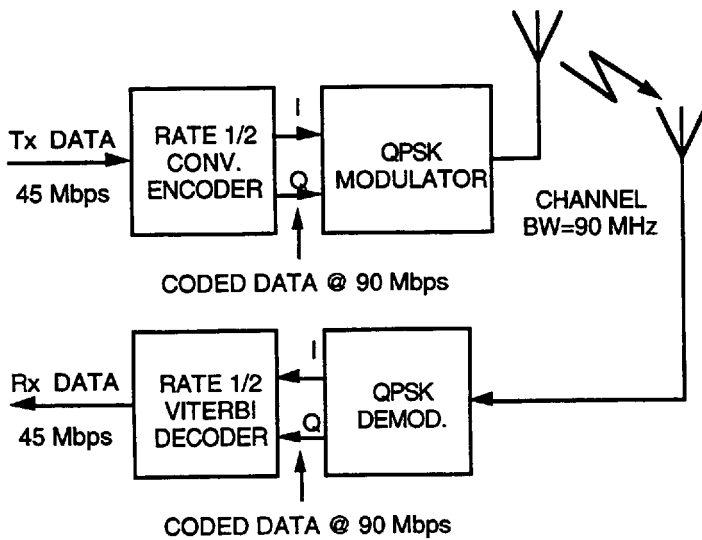 Tx DATA
45 Mbps
RATE 1/2
CONV.
ENCODER
I
Q
QPSK
MODULATOR
CHANNEL
BW=90 MHz
CODED DATA @ 90 Mbps
Rx DATA
45 Mbps
RATE 1/2
VITERBI
DECODER
I
Q
QPSK
DEMOD.
CODED DATA @ 90 Mbps